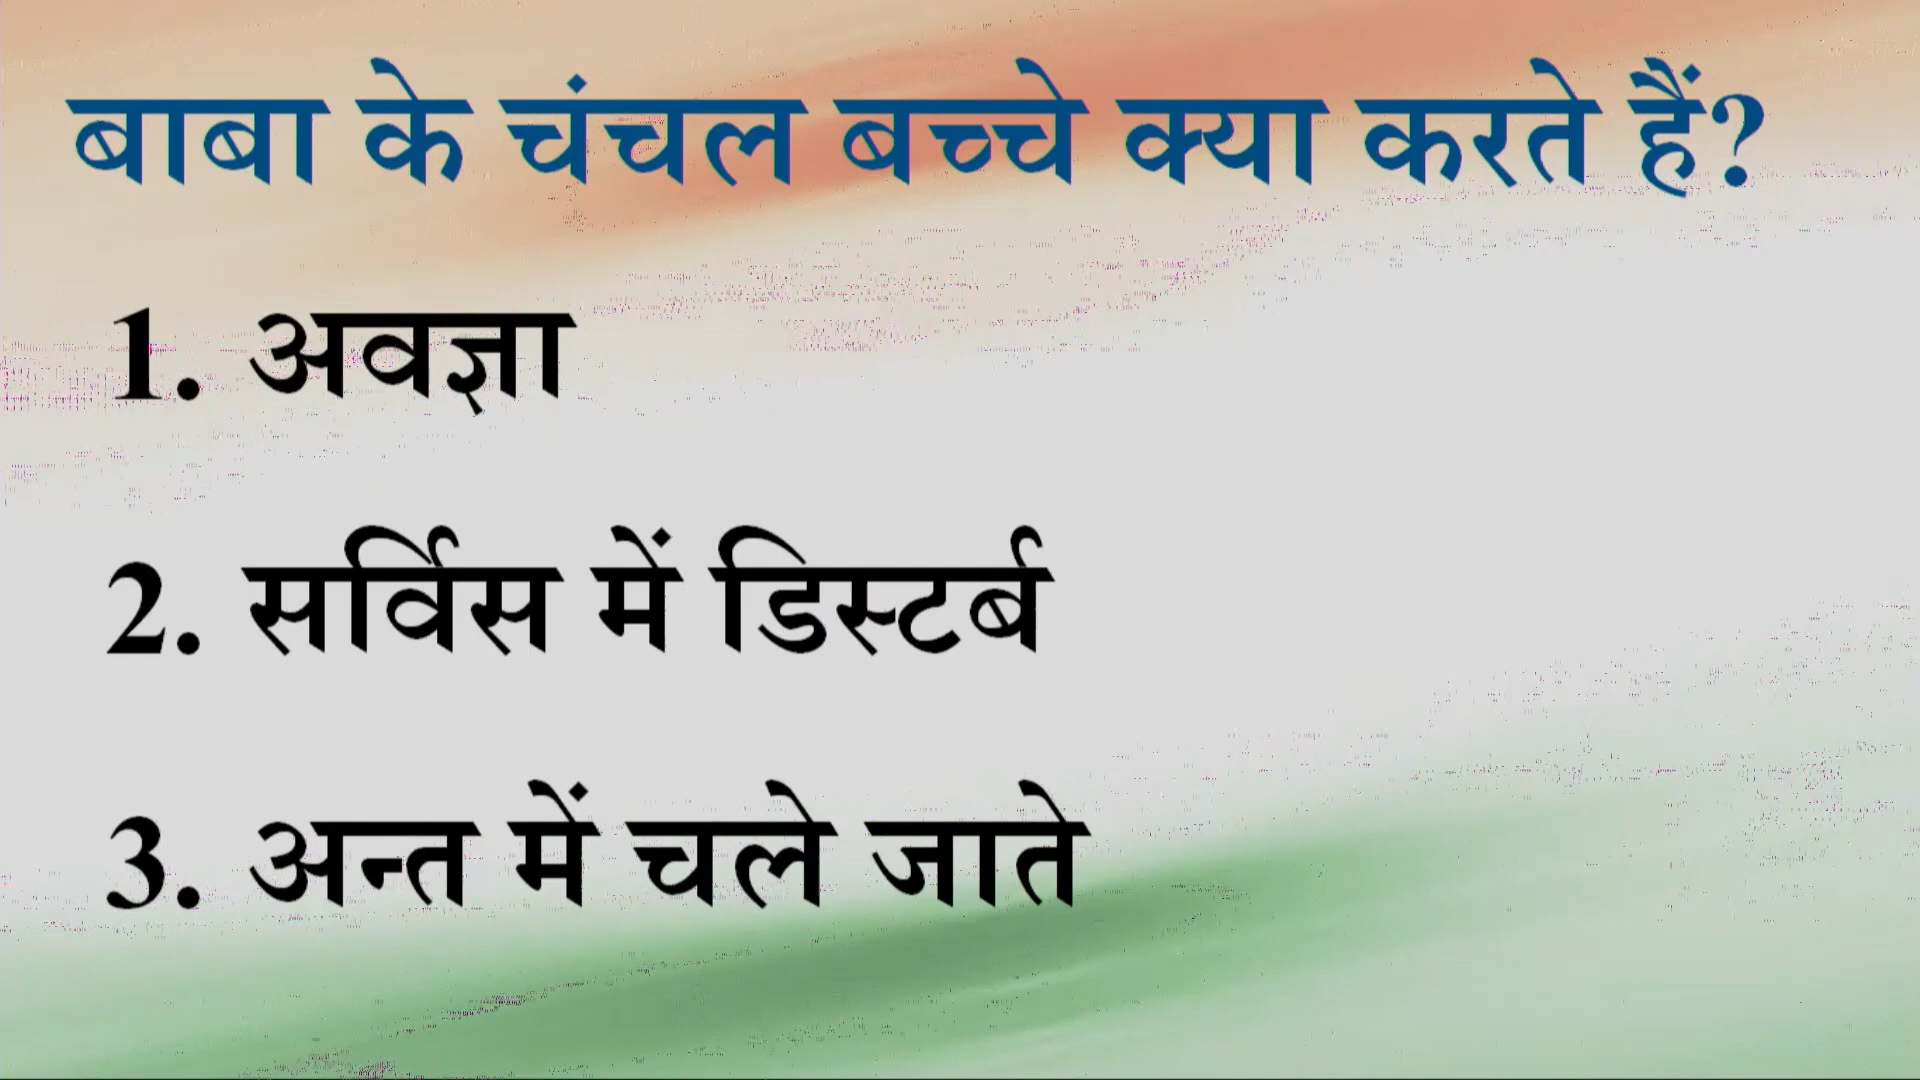 बाबा के चंचल बच्चे क्या करते हैं?
1. अवज्ञा
2. सर्विस में डिस्टर्ब
3. अन्त में चले जाते